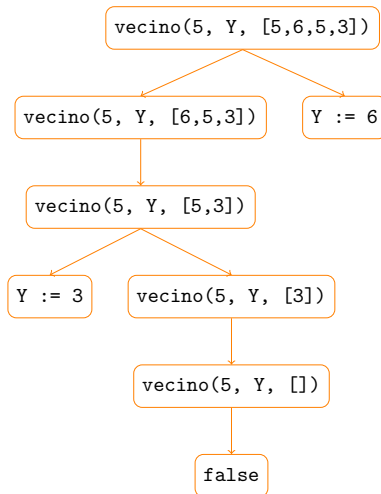 vecino(5, Y, [5,6,5,3])
vecino(5, Y, [6,5,3])
Y := 6
vecino(5, Y, [5,3])
Y := 3
vecino(5, Y, [3])
vecino(5, Y, [])
false